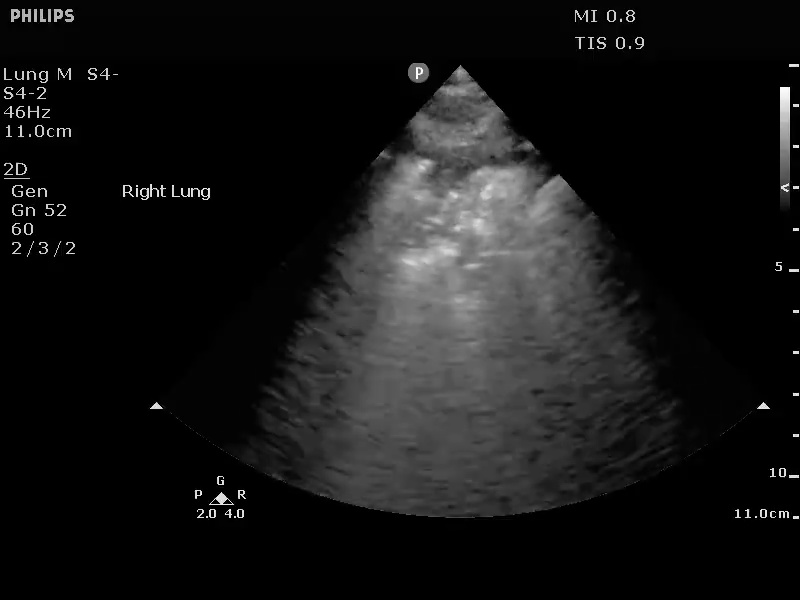 PHILIPS
MI 0.8
TIS 0.9
Lung M S4-
S4-2
46Hz
11.0cm
2D
Gen
Gn 52
60
2/3/2
Right Lung
P
<
5
10
11.0cm
G
P R
2.0 4.0